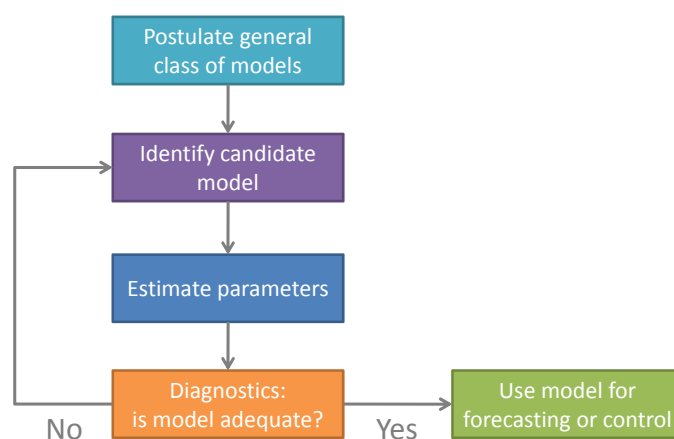 Postulate general
class of models
Identify candidate
model
Estimate parameters
Diagnostics:
is model adequate?
Use model for
forecasting or control
No
Yes